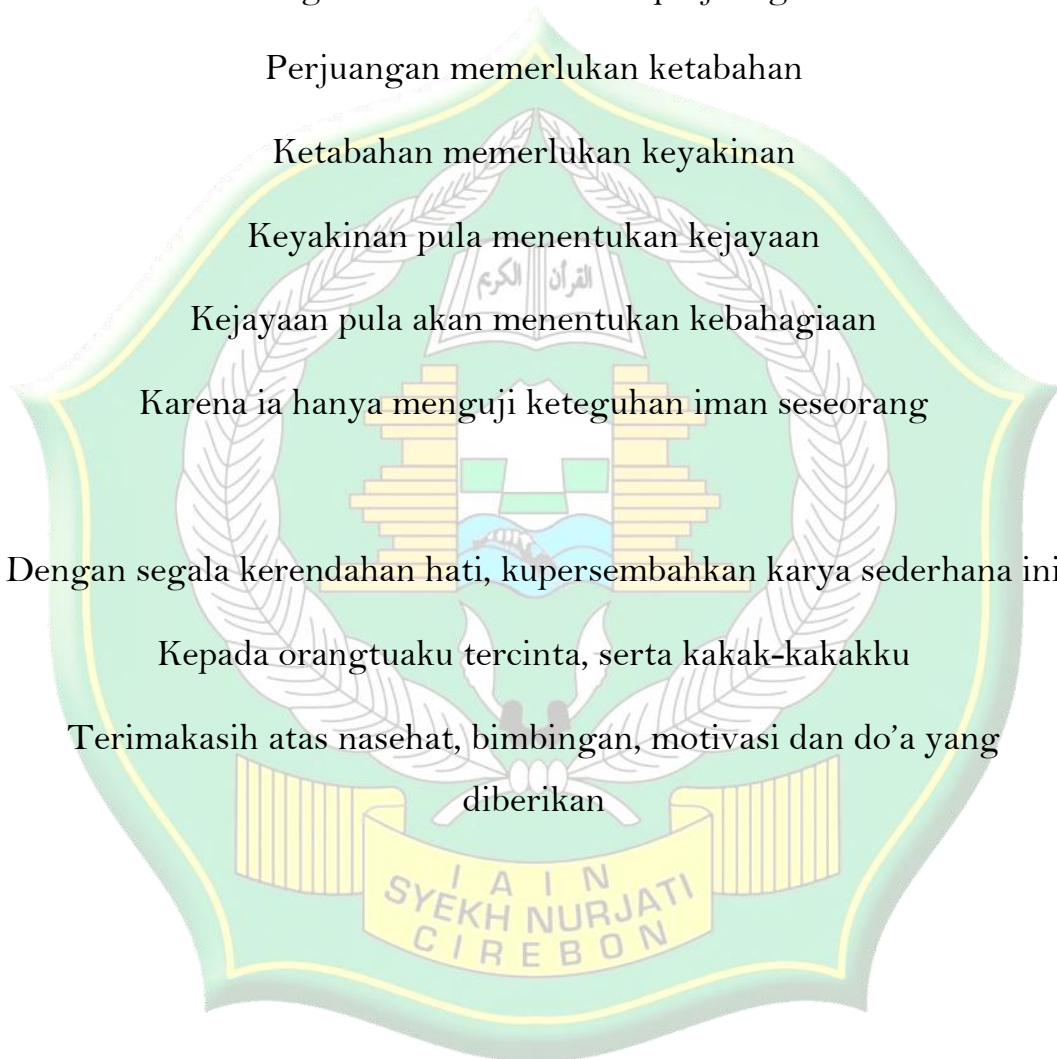 Perjuangan memerlukan ketabahan
Ketabahan memerlukan keyakinan
Keyakinan pula menentukan kejayaan
القرأن الكريم
Kejayaan pula akan menentukan kebahagiaan
Karena ia hanya menguji keteguhan iman seseorang
Dengan segala kerendahan hati, kupersembahkan karya sederhana ini
Kepada orangtuaku tercinta, serta kakak-kakakku
Terimakasih atas nasehat, bimbingan, motivasi dan do’a yang
diberikan
IAIN
SYEKH NURJATI
CIREBON